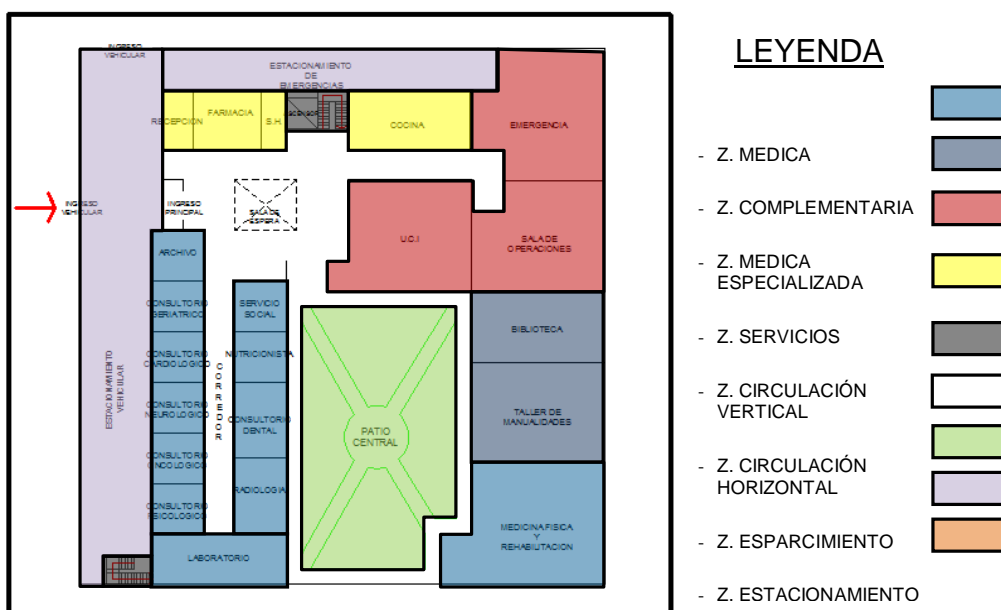 INGRESO
VEHICULAR
ESTACIONAMIENTO
DE
EMERGENCIAS
RECEPCION
FARMACIA
S.H.
ASCENSOR
COCINA
EMERGENCIA
INGRESO
VEHICULAR
INGRESO
PRINCIPAL
SALA DE
ESPERA
U.C.I
SALA DE
OPERACIONES
ARCHIVO
CONSULTORIO
GERIATRICO
SERVICIO
SOCIAL
BIBLIOTECA
CONSULTORIO
CARDIOLOGICO
NUTRICIONISTA
ESTACIONAMIENTO
VEHICULAR
CORREDOR
CONSULTORIO
NEUROLOGICO
CONSULTORIO
DENTAL
PATIO
CENTRAL
TALLER DE
MANUALIDADES
CONSULTORIO
ONCOLOGICO
RADIOLOGIA
CONSULTORIO
PSICOLOGICO
LABORATORIO
MEDICINA FISICA
Y
REHABILITACION
LEYENDA
- Z. MEDICA
- Z. COMPLEMENTARIA
- Z. MEDICA
ESPECIALIZADA
- Z. SERVICIOS
- Z. CIRCULACIÓN
VERTICAL
- Z. CIRCULACIÓN
HORIZONTAL
- Z. ESPARCIMIENTO
- Z. ESTACIONAMIENTO